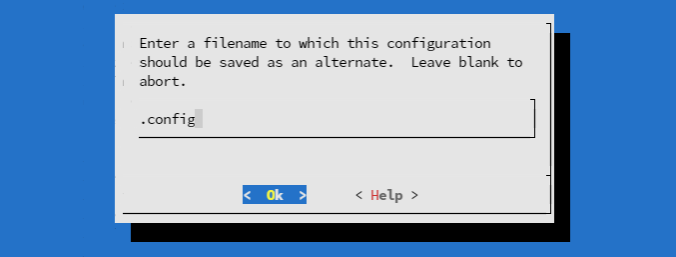 Enter a filename to which this configuration
should be saved as an alternate.  Leave blank to
abort.
.config
<  Ok  >      < Help >